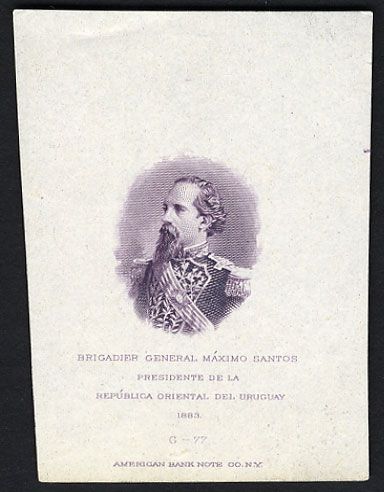 BRIGADIER GENERAL MÁXIMO SANTOS
PRESIDENTE DE LA
REPÚBLICA ORIENTAL DEL URUGUAY
1883.
G-77
AMERICAN BANK NOTE CO. N.Y.